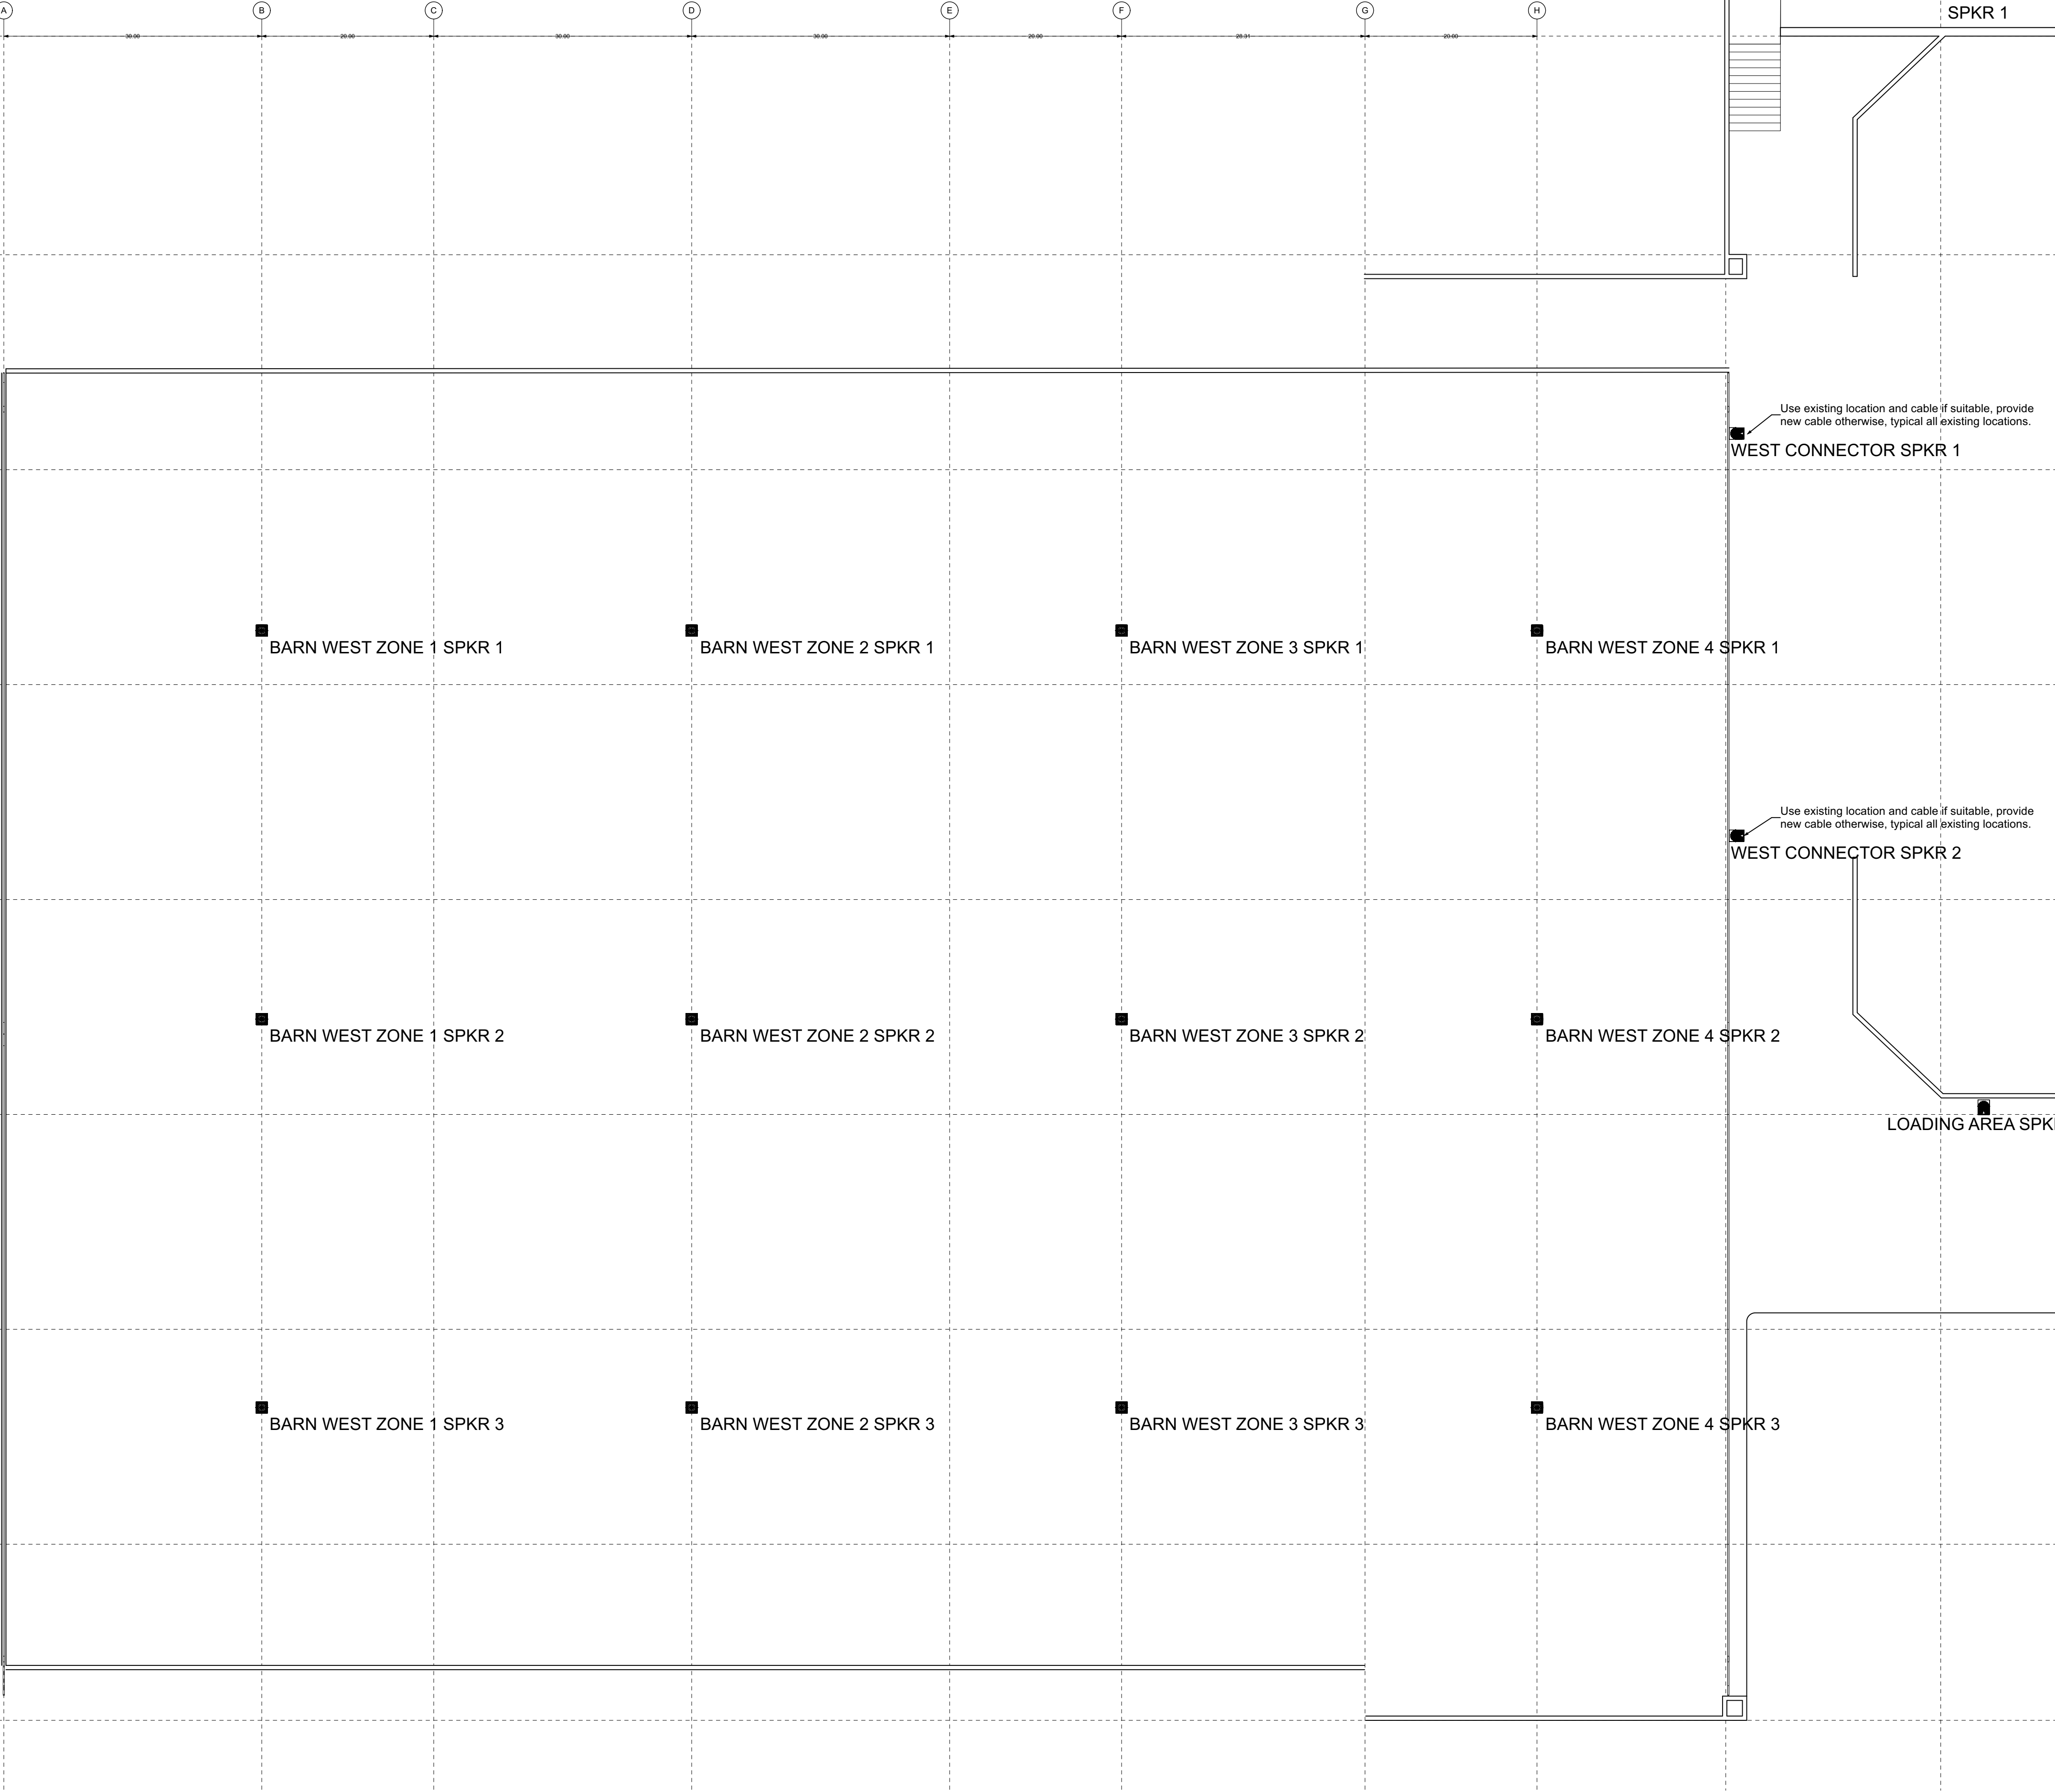 A B C D E F G H
SPKR 1
30.00 20.00 30.00 30.00 20.00 28.31 20.00
Use existing location and cable if suitable, provide
new cable otherwise, typical all existing locations.
WEST CONNECTOR SPKR 1
BARN WEST ZONE 1 SPKR 1
BARN WEST ZONE 2 SPKR 1
BARN WEST ZONE 3 SPKR 1
BARN WEST ZONE 4 SPKR 1
Use existing location and cable if suitable, provide
new cable otherwise, typical all existing locations.
WEST CONNECTOR SPKR 2
BARN WEST ZONE 1 SPKR 2
BARN WEST ZONE 2 SPKR 2
BARN WEST ZONE 3 SPKR 2
BARN WEST ZONE 4 SPKR 2
LOADING AREA SPK
BARN WEST ZONE 1 SPKR 3
BARN WEST ZONE 2 SPKR 3
BARN WEST ZONE 3 SPKR 3
BARN WEST ZONE 4 SPKR 3